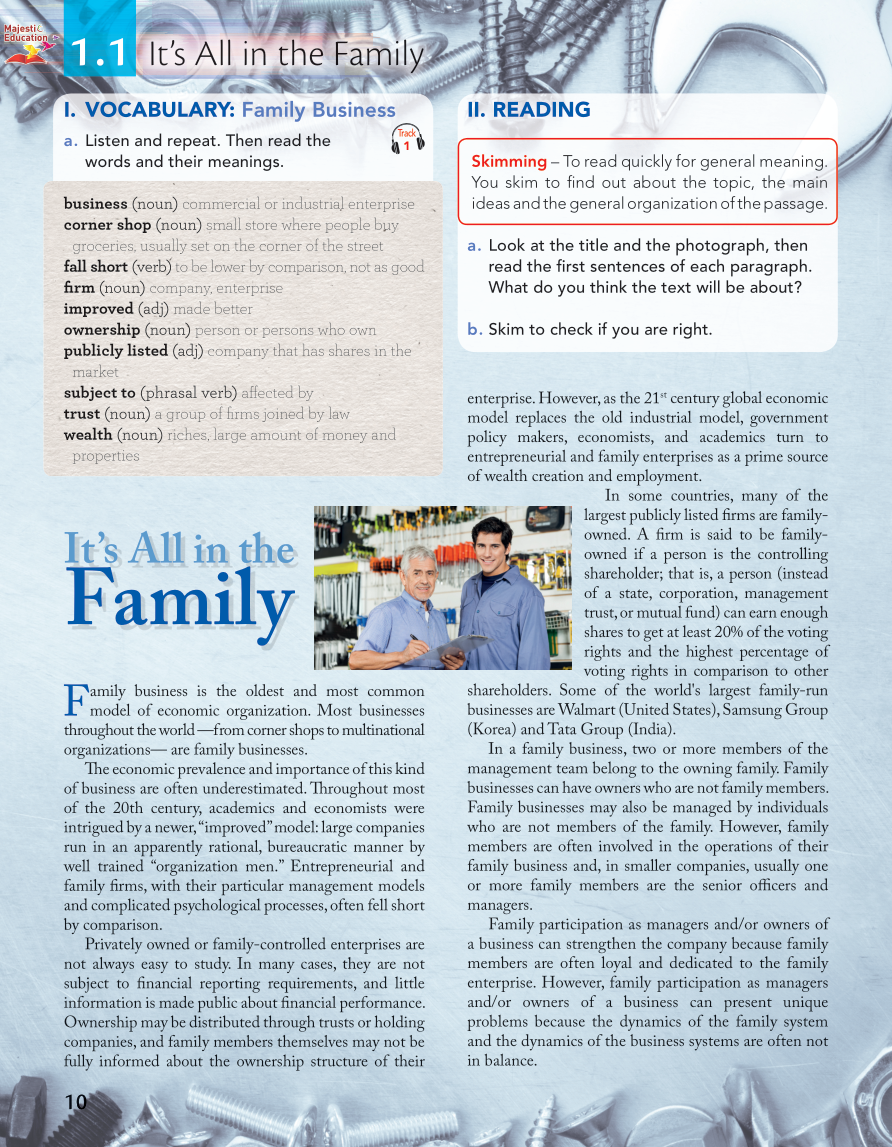 Majestic
Education
1.1 It's All in the Family
I. VOCABULARY: Family Business
a. Listen and repeat. Then read the
words and their meanings.
Track
1
business (noun) commercial or industrial enterprise
corner shop (noun) small store where people buy
groceries, usually set on the corner of the street
fall short (verb) to be lower by comparison, not as good
firm (noun) company, enterprise
improved (adj) made better
ownership (noun) person or persons who own
publicly listed (adj) company that has shares in the
market
subject to (phrasal verb) affected by
trust (noun) a group of firms joined by law
wealth (noun) riches, large amount of money and
properties
It's All in the
Family
Family business is the oldest and most common
model of economic organization. Most businesses
throughout the world —from corner shops to multinational
organizations— are family businesses.
The economic prevalence and importance of this kind
of business are often underestimated. Throughout most
of the 20th century, academics and economists were
intrigued by a newer, “improved” model: large companies
run in an apparently rational, bureaucratic manner by
well trained “organization men.” Entrepreneurial and
family firms, with their particular management models
and complicated psychological processes, often fell short
by comparison.
Privately owned or family-controlled enterprises are
not always easy to study. In many cases, they are not
subject to financial reporting requirements, and little
information is made public about financial performance.
Ownership may be distributed through trusts or holding
companies, and family members themselves may not be
fully informed about the ownership structure of their
II. READING
Skimming – To read quickly for general meaning.
You skim to find out about the topic, the main
ideas and the general organization of the passage.
a. Look at the title and the photograph, then
read the first sentences of each paragraph.
What do you think the text will be about?
b. Skim to check if you are right.
enterprise. However, as the 21st century global economic
model replaces the old industrial model, government
policy makers, economists, and academics turn to
entrepreneurial and family enterprises as a prime source
of wealth creation and employment.
In some countries, many of the
largest publicly listed firms are family-
owned. A firm is said to be family-
owned if a person is the controlling
shareholder; that is, a person (instead
of a state, corporation, management
trust, or mutual fund) can earn enough
shares to get at least 20% of the voting
rights and the highest percentage of
voting rights in comparison to other
shareholders. Some of the world's largest family-run
businesses are Walmart (United States), Samsung Group
(Korea) and Tata Group (India).
In a family business, two or more members of the
management team belong to the owning family. Family
businesses can have owners who are not family members.
Family businesses may also be managed by individuals
who are not members of the family. However, family
members are often involved in the operations of their
family business and, in smaller companies, usually one
or more family members are the senior officers and
managers.
Family participation as managers and/or owners of
a business can strengthen the company because family
members are often loyal and dedicated to the family
enterprise. However, family participation as managers
and/or owners of a business can present unique
problems because the dynamics of the family system
and the dynamics of the business systems are often not
in balance.
10